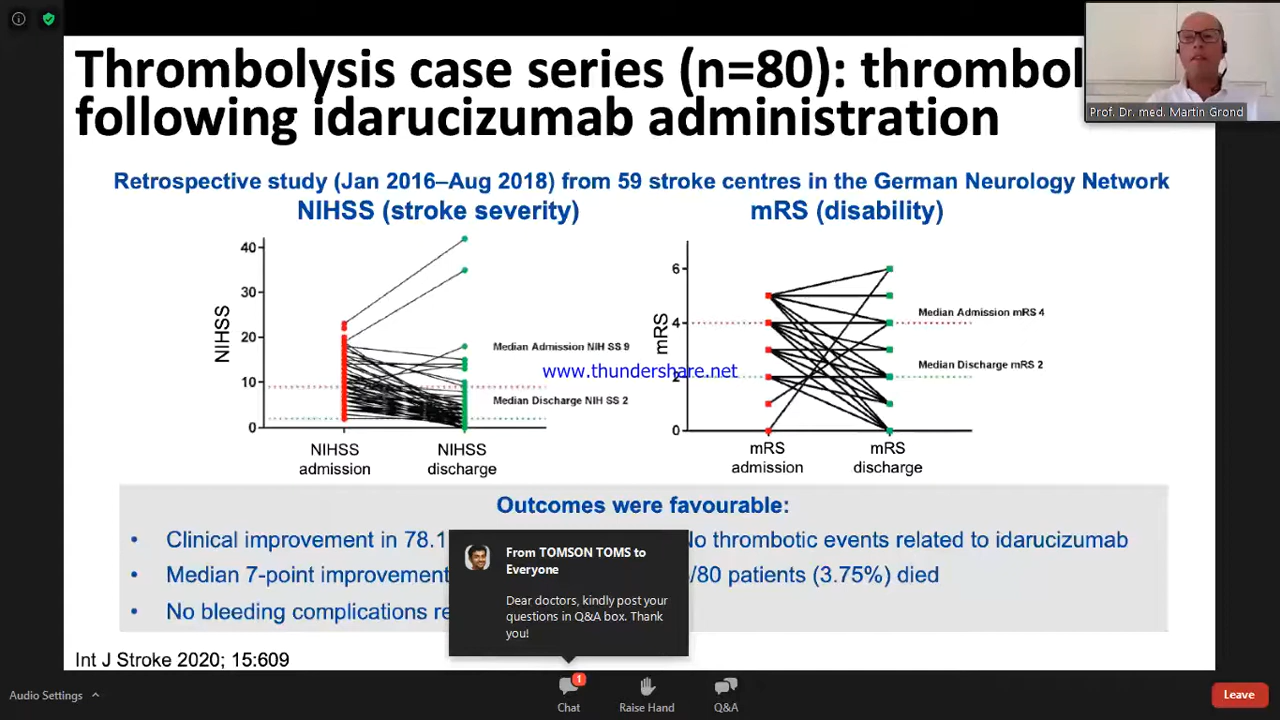 Thrombolysis case series (n=80):
following idarucizumab administration
Prof. Dr. med. Martin Grond
Retrospective study (Jan 2016–Aug 2018) from 59 stroke centres in the German Neurology Network
NIHSS (stroke severity)
mRS (disability)
40
30
20
10
0
NIHSS
Median Admission NIH SS 9
Median Discharge NIH SS 2
NIHSS
admission
NIHSS
discharge
www.thundershare.net
6
4
2
0
mRS
Median Admission mRS 4
Median Discharge mRS 2
mRS
admission
mRS
discharge
Outcomes were favourable:
• Clinical improvement in 78.1
• Median 7-point improvement
• No bleeding complications
thrombotic events related to idarucizumab
/80 patients (3.75%) died
From TOMSON TOMS to
Everyone
Dear doctors, kindly post your
questions in Q&A box. Thank
you!
Int J Stroke 2020; 15:609
Audio Settings
1
Chat
Raise Hand
Q&A
Leave